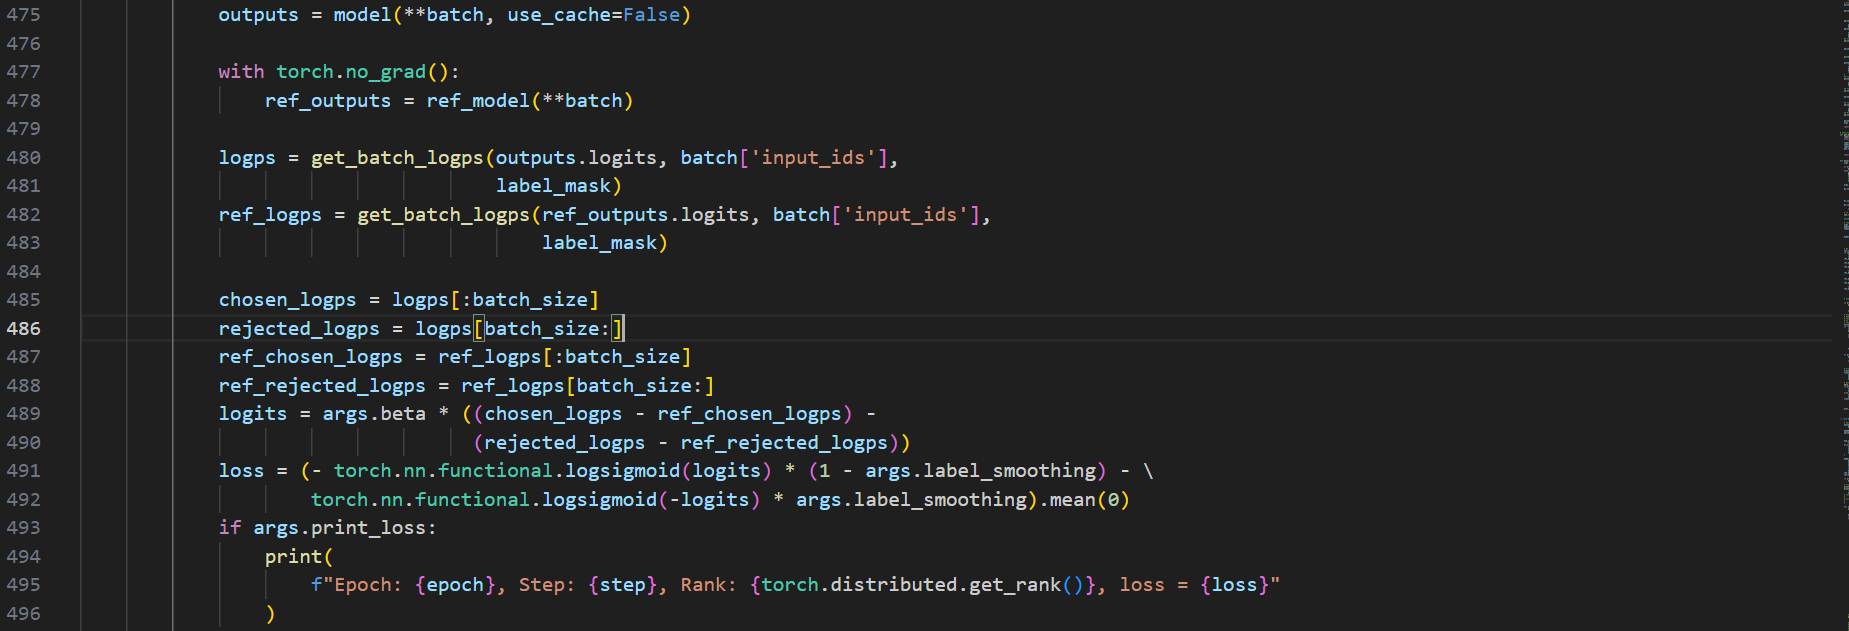 475 outputs = model(**batch, use_cache=False)
476
477 with torch.no_grad():
478 ref_outputs = ref_model(**batch)
479
480 logps = get_batch_logps(outputs.logits, batch['input_ids'],
481 label_mask)
482 ref_logps = get_batch_logps(ref_outputs.logits, batch['input_ids'],
483 label_mask)
484
485 chosen_logps = logps[:batch_size]
486 rejected_logps = logps[batch_size:]
487 ref_chosen_logps = ref_logps[:batch_size]
488 ref_rejected_logps = ref_logps[batch_size:]
489 logits = args.beta * ((chosen_logps - ref_chosen_logps) -
490 (rejected_logps - ref_rejected_logps))
491 loss = (- torch.nn.functional.logsigmoid(logits) * (1 - args.label_smoothing) - \
492 torch.nn.functional.logsigmoid(-logits) * args.label_smoothing).mean(0)
493 if args.print_loss:
494 print(
495 f"Epoch: {epoch}, Step: {step}, Rank: {torch.distributed.get_rank()}, loss = {loss}"
496 )